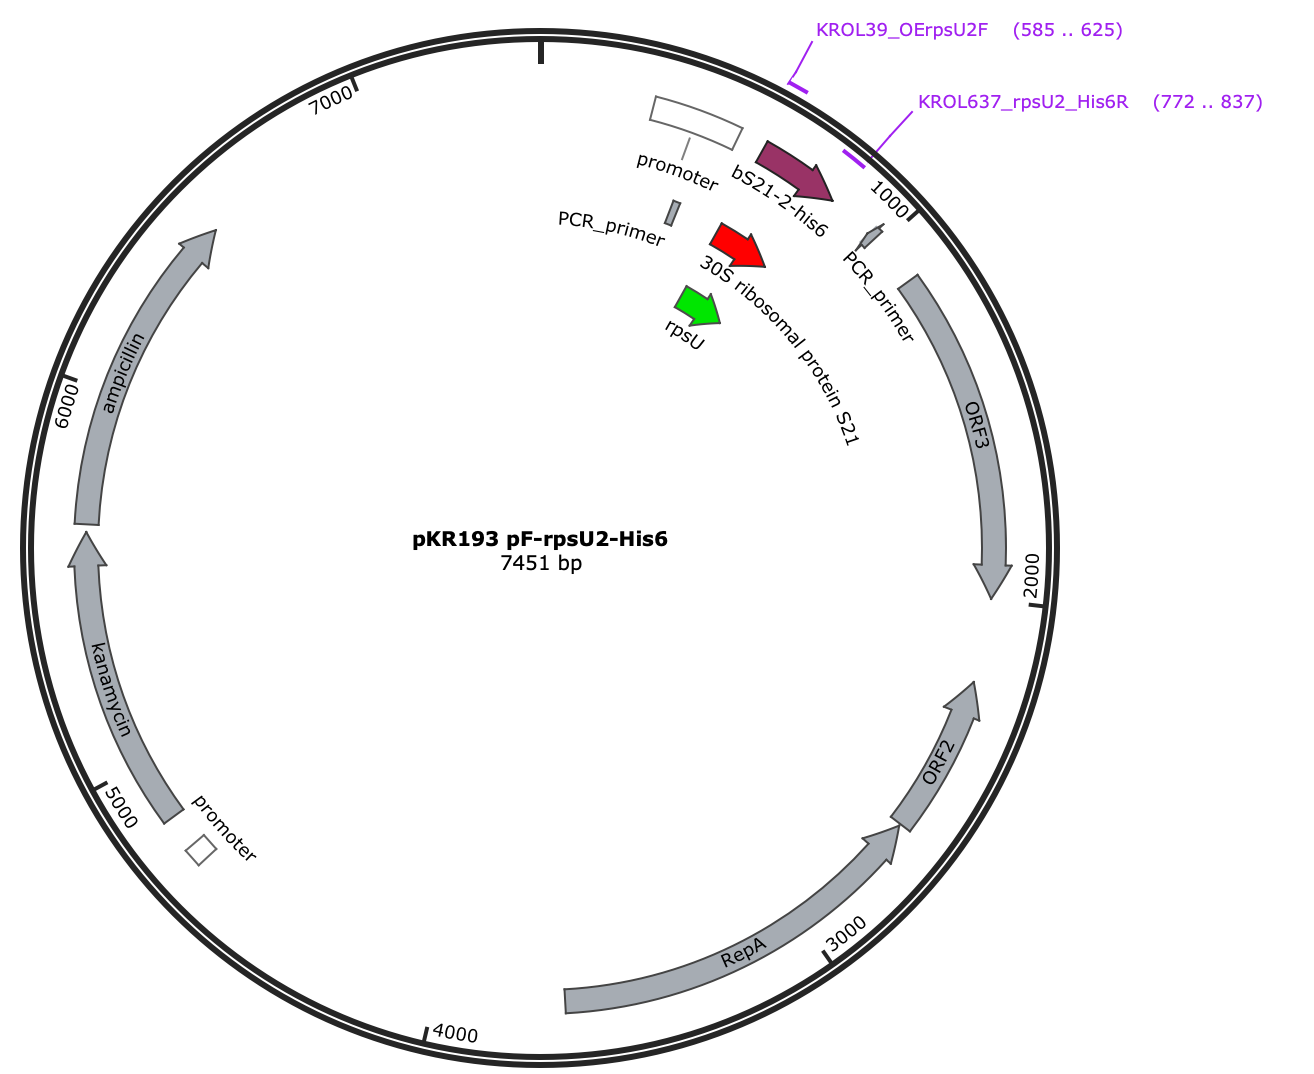 KROL39_OErpsU2F (585 .. 625)
KROL637_rpsU2_His6R (772 .. 837)
7000
1000
promoter
bS21-2-his6
PCR_primer
PCR_primer
30S ribosomal protein S21
rpsU
ampicillin
6000
ORF3
pKR193 pF-rpsU2-His6
7451 bp
2000
kanamycin
ORF2
5000
promoter
RepA
3000
4000